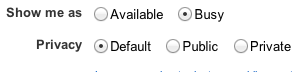 Show me as Available Busy
Privacy Default Public Private